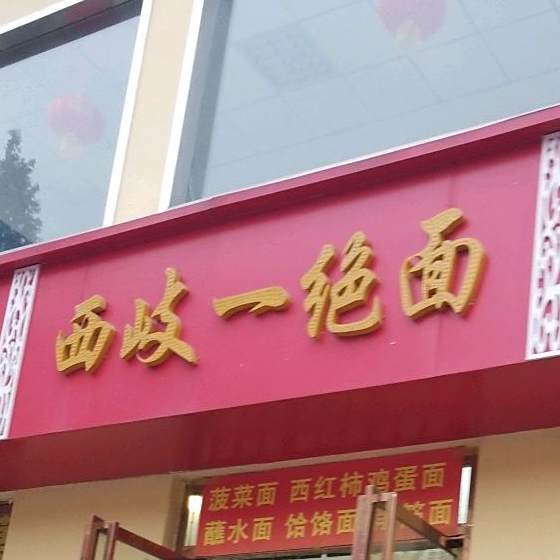 西岐一绝面
菠菜面 西红柿鸡蛋面
蘸水面 饸饹面 面